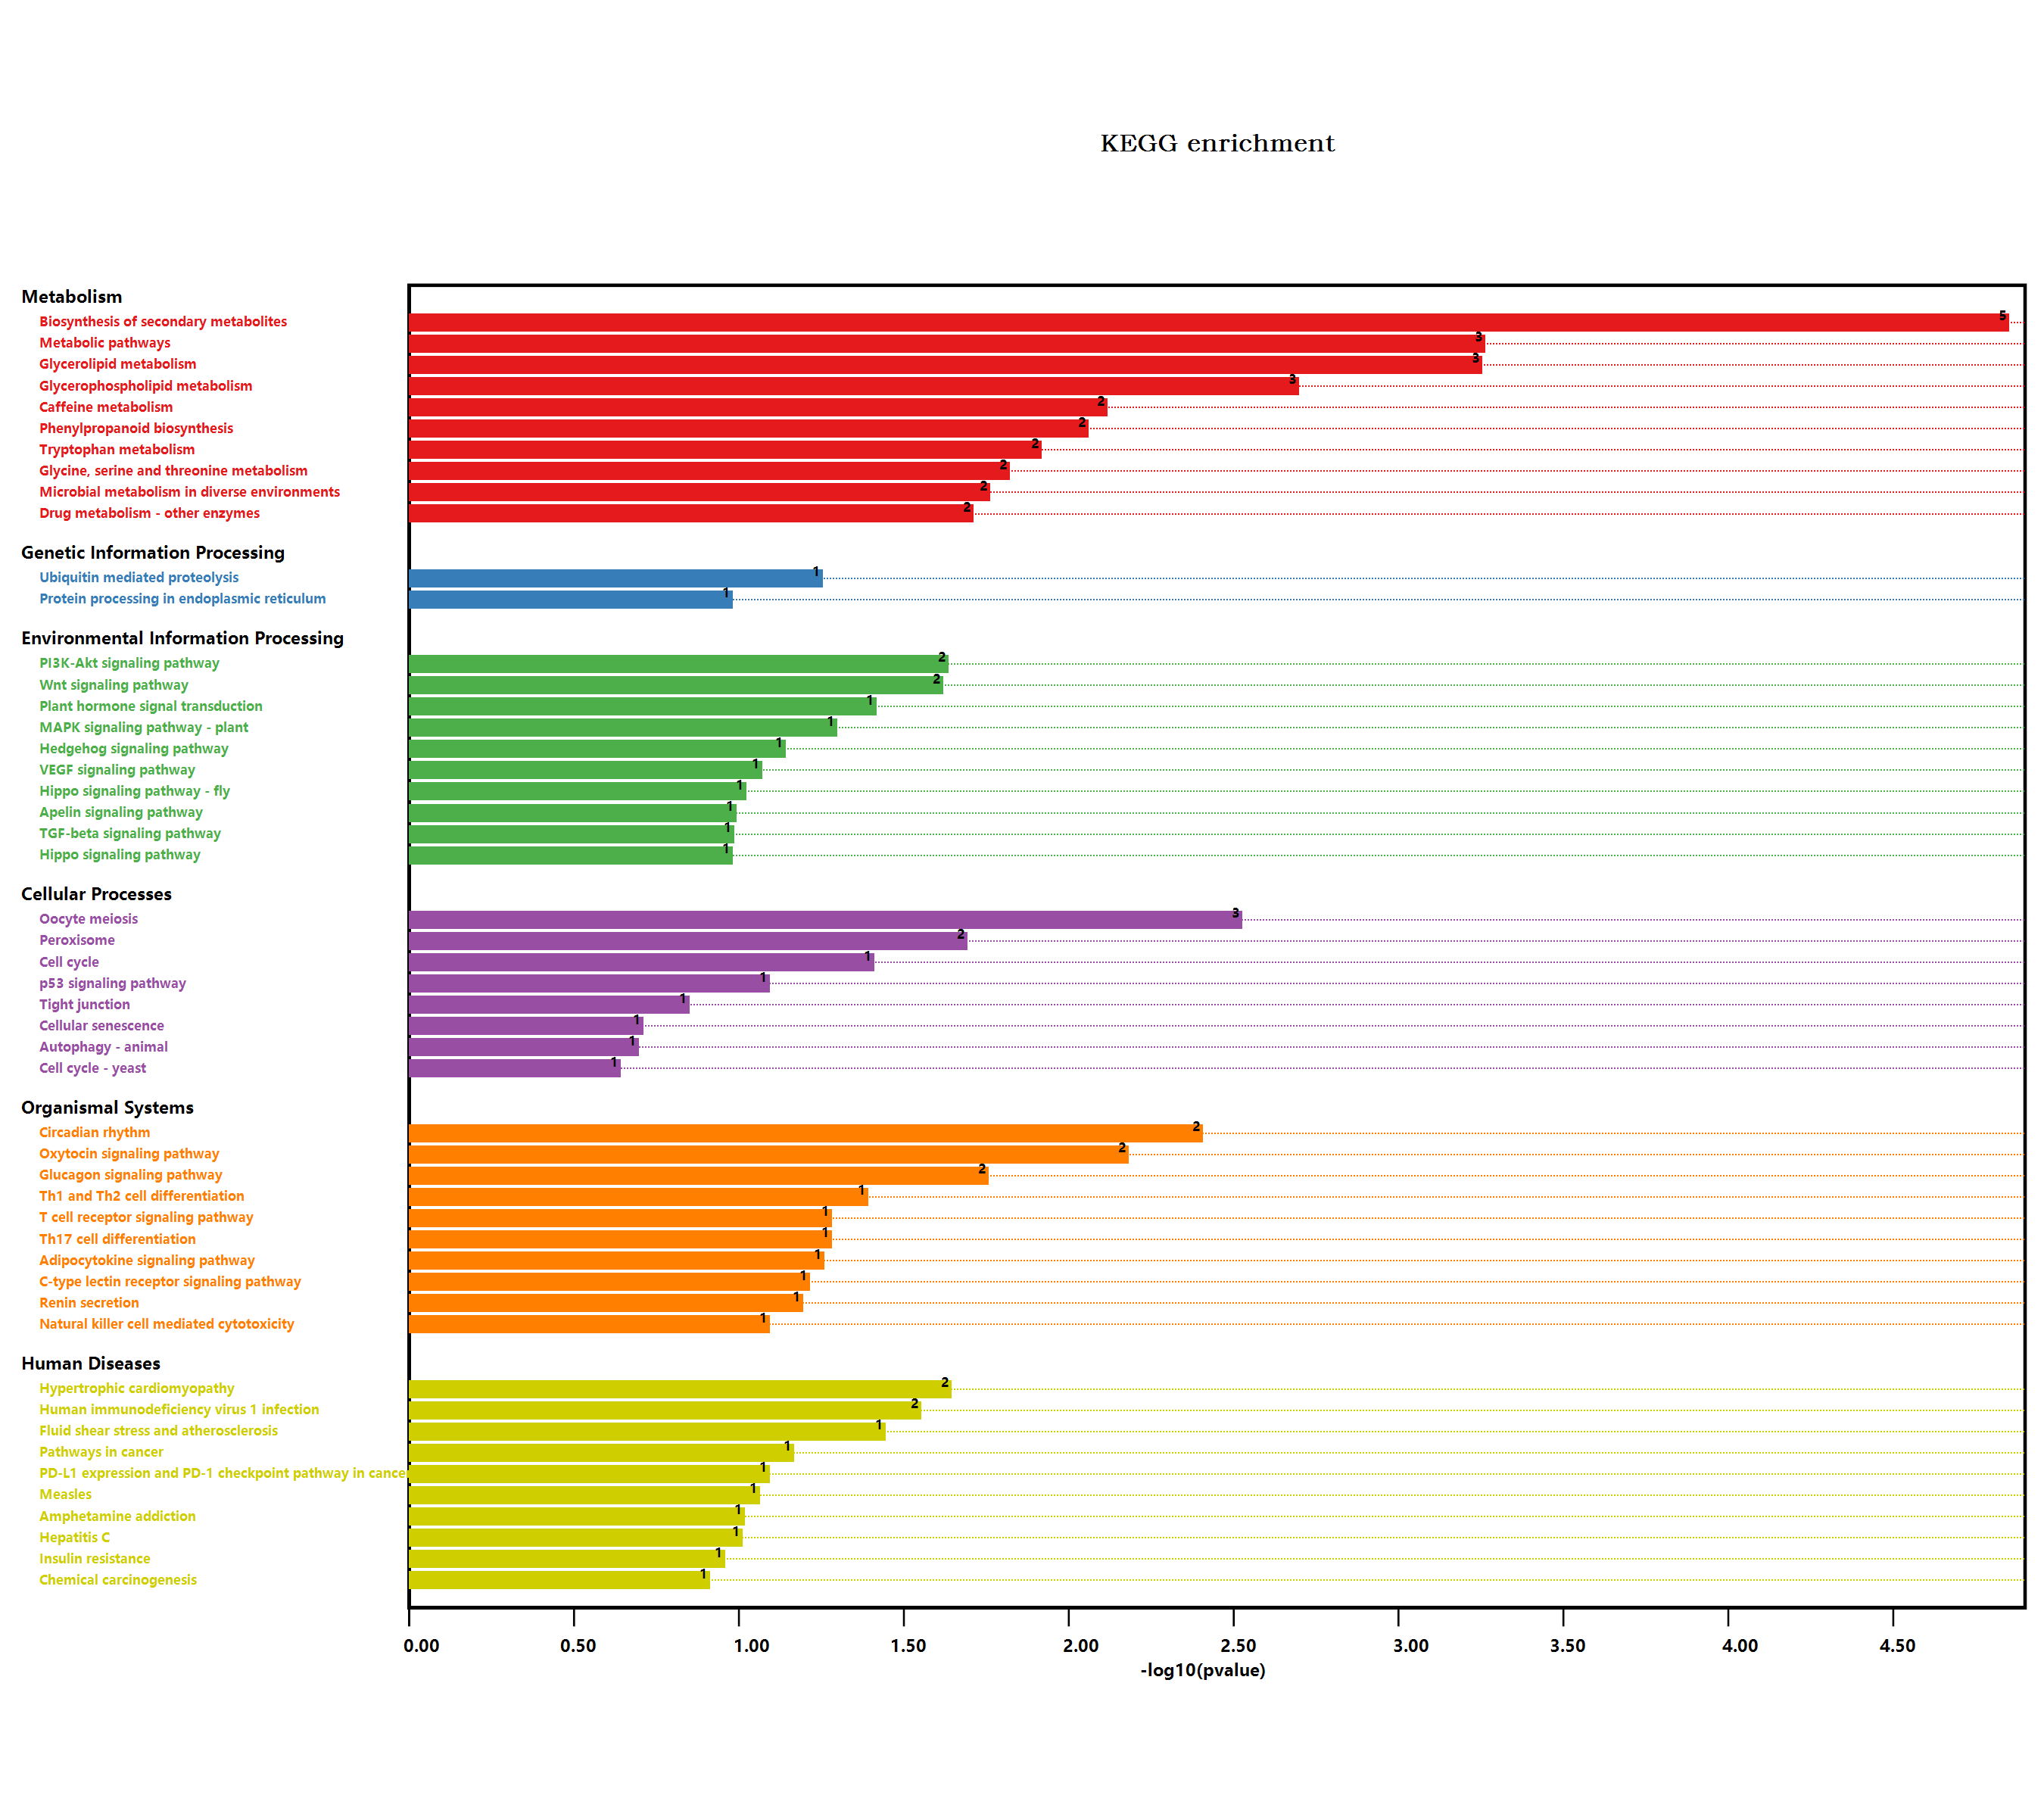 KEGG enrichment
Metabolism
Biosynthesis of secondary metabolites 5
Metabolic pathways 3
Glycerolipid metabolism 3
Glycerophospholipid metabolism 3
Caffeine metabolism 2
Phenylpropanoid biosynthesis 2
Tryptophan metabolism 2
Glycine, serine and threonine metabolism 2
Microbial metabolism in diverse environments 2
Drug metabolism - other enzymes 2
Genetic Information Processing
Ubiquitin mediated proteolysis 1
Protein processing in endoplasmic reticulum 1
Environmental Information Processing
PI3K-Akt signaling pathway 2
Wnt signaling pathway 2
Plant hormone signal transduction 1
MAPK signaling pathway - plant 1
Hedgehog signaling pathway 1
VEGF signaling pathway 1
Hippo signaling pathway - fly 1
Apelin signaling pathway 1
TGF-beta signaling pathway 1
Hippo signaling pathway 1
Cellular Processes
Oocyte meiosis 3
Peroxisome 2
Cell cycle 1
p53 signaling pathway 1
Tight junction 1
Cellular senescence 1
Autophagy - animal 1
Cell cycle - yeast 1
Organismal Systems
Circadian rhythm 2
Oxytocin signaling pathway 2
Glucagon signaling pathway 2
Th1 and Th2 cell differentiation 1
T cell receptor signaling pathway 1
Th17 cell differentiation 1
Adipocytokine signaling pathway 1
C-type lectin receptor signaling pathway 1
Renin secretion 1
Natural killer cell mediated cytotoxicity 1
Human Diseases
Hypertrophic cardiomyopathy 2
Human immunodeficiency virus 1 infection 2
Fluid shear stress and atherosclerosis 1
Pathways in cancer 1
PD-L1 expression and PD-1 checkpoint pathway in cance 1
Measles 1
Amphetamine addiction 1
Hepatitis C 1
Insulin resistance 1
Chemical carcinogenesis 1
0.00 0.50 1.00 1.50 2.00 2.50 3.00 3.50 4.00 4.50
-log10(pvalue)